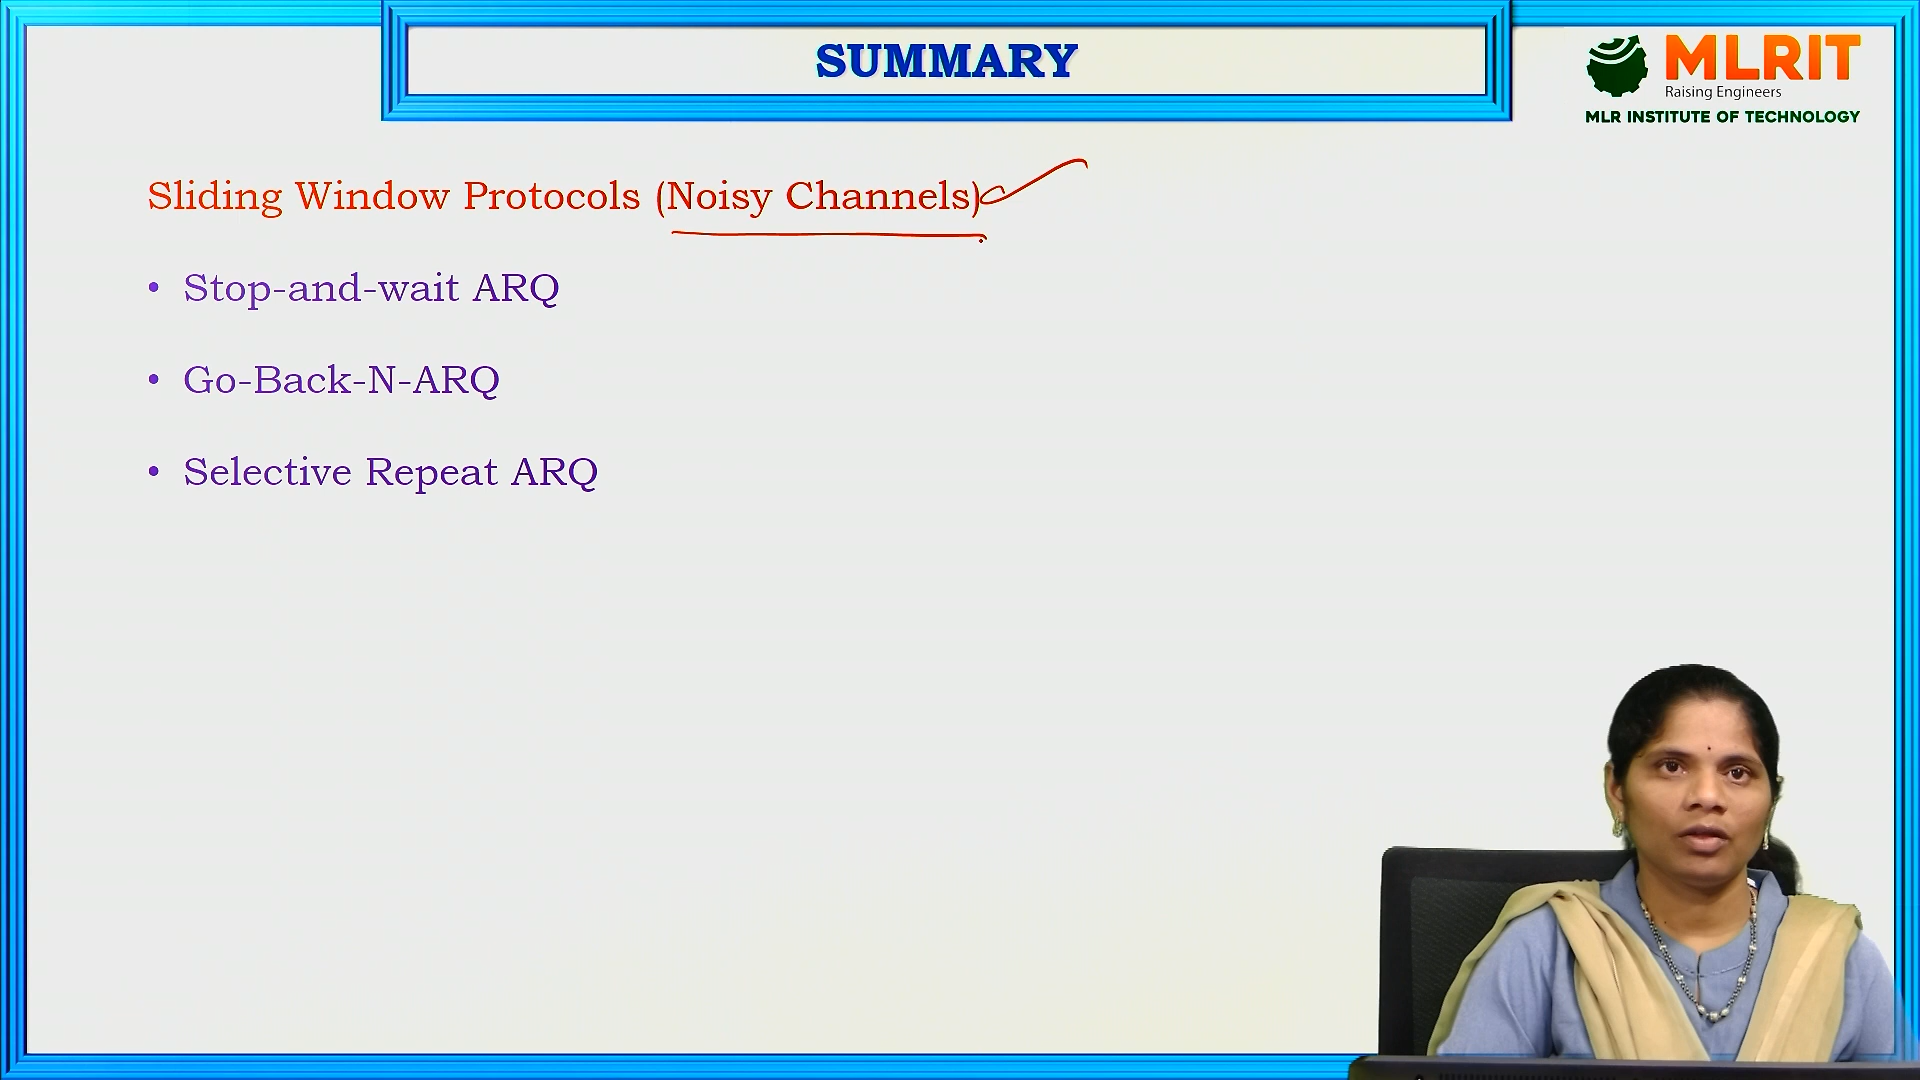 SUMMARY
MLRIT
Raising Engineers
MLR INSTITUTE OF TECHNOLOGY
Sliding Window Protocols (Noisy Channels)
• Stop-and-wait ARQ
• Go-Back-N-ARQ
• Selective Repeat ARQ